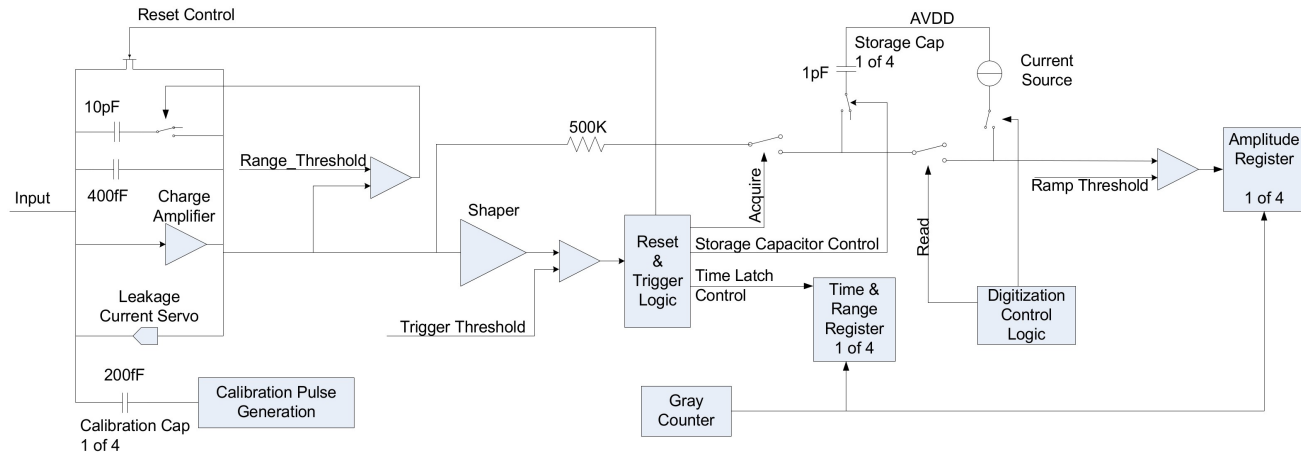 Reset Control
AVDD
Storage Cap
1 of 4
1pF
Current
Source
10pF
500K
Range_Threshold
400fF
Input
Charge
Amplifier
Shaper
Acquire
Ramp Threshold
Amplitude
Register
1 of 4
Reset
&
Trigger
Logic
Storage Capacitor Control
Read
Time Latch
Control
Leakage
Current Servo
Trigger Threshold
Time &
Range
Register
1 of 4
Digitization
Control
Logic
200fF
Calibration Pulse
Generation
Calibration Cap
1 of 4
Gray
Counter